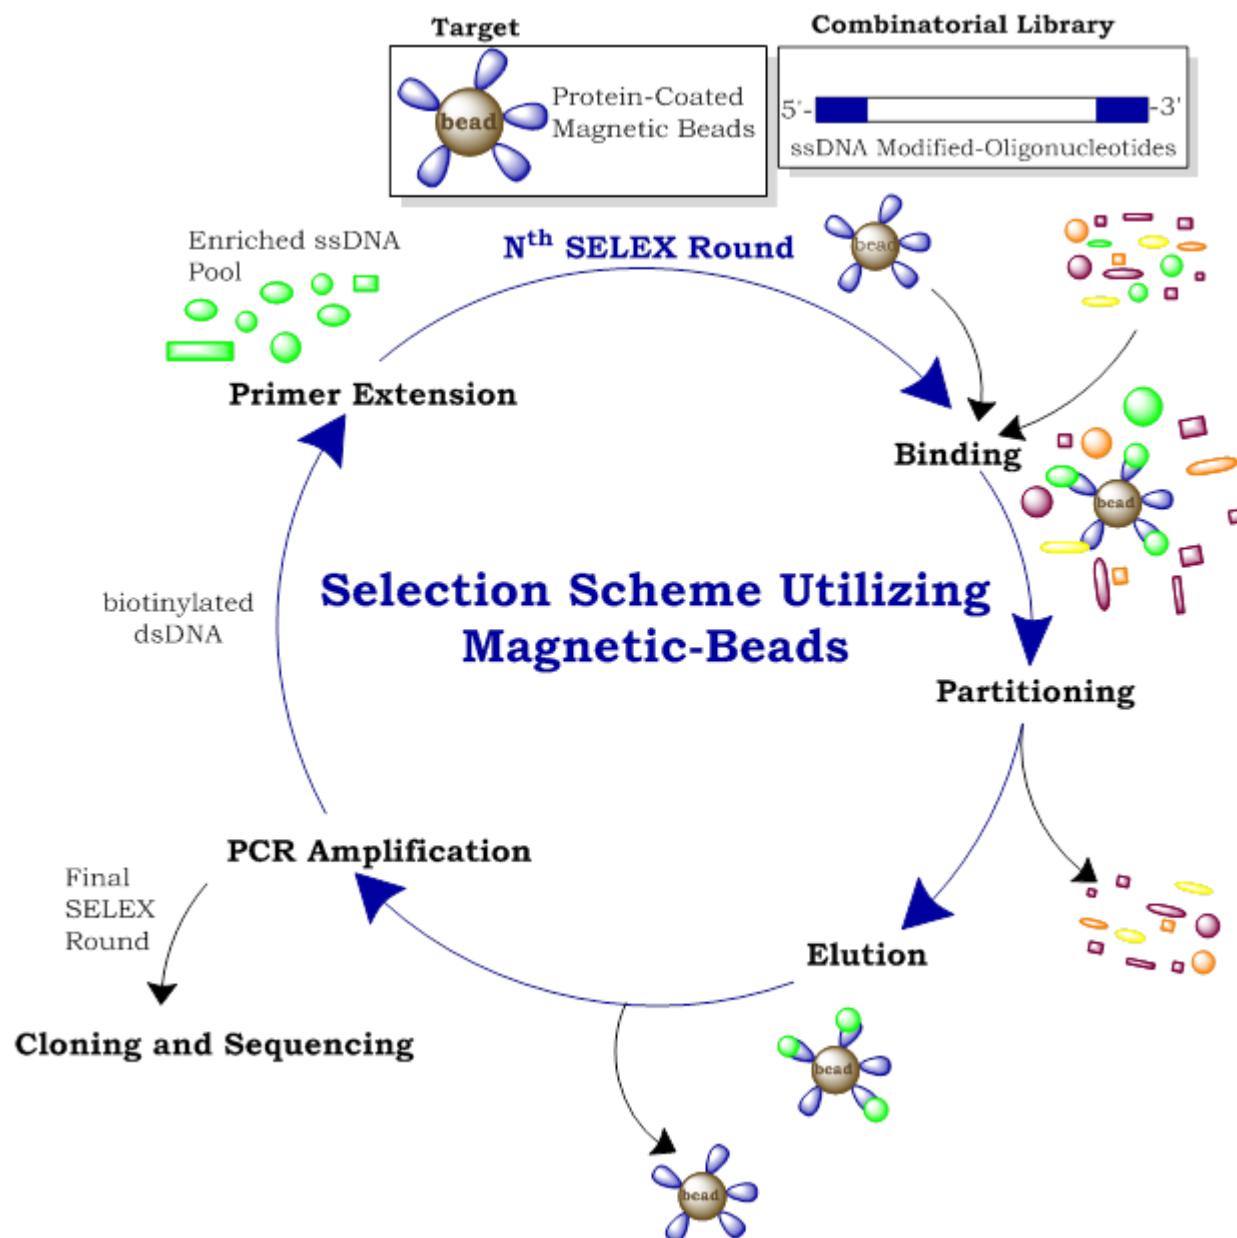 Target
Combinatorial Library
bead
Protein-Coated
Magnetic Beads
5'-
-3'
ssDNA Modified-Oligonucleotides
Enriched ssDNA
Pool
Nth SELEX Round
bead
Primer Extension
Binding
bead
biotinylated
dsDNA
Selection Scheme Utilizing
Magnetic-Beads
Partitioning
PCR Amplification
Final
SELEX
Round
Elution
Cloning and Sequencing
bead
bead